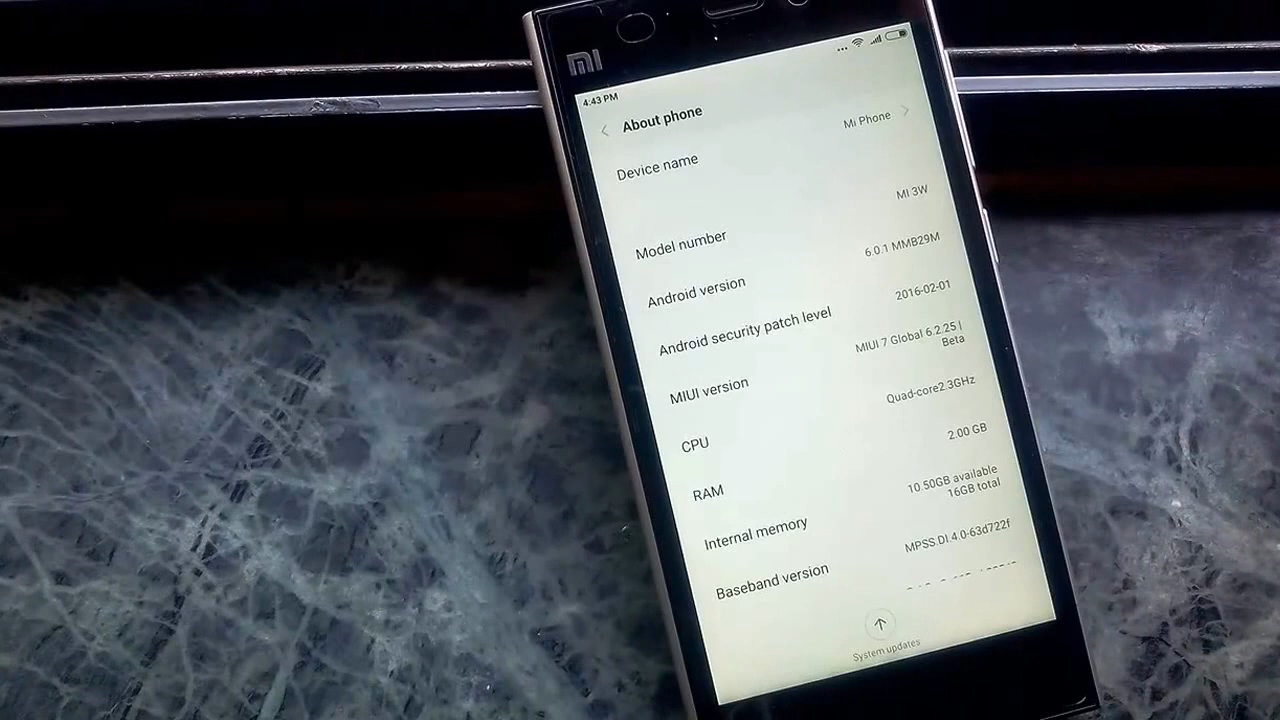 MI
4:43 PM
About phone
Device name
Mi Phone
Model number
MI 3W
Android version
6.0.1 MMB29M
Android security patch level
2016-02-01
MIUI version
MIUI 7 Global 6.2.25 |
Beta
CPU
Quad-core2.3GHz
RAM
2.00 GB
Internal memory
10.50GB available
16GB total
Baseband version
MPSS.DI.4.0-63d722f
System updates